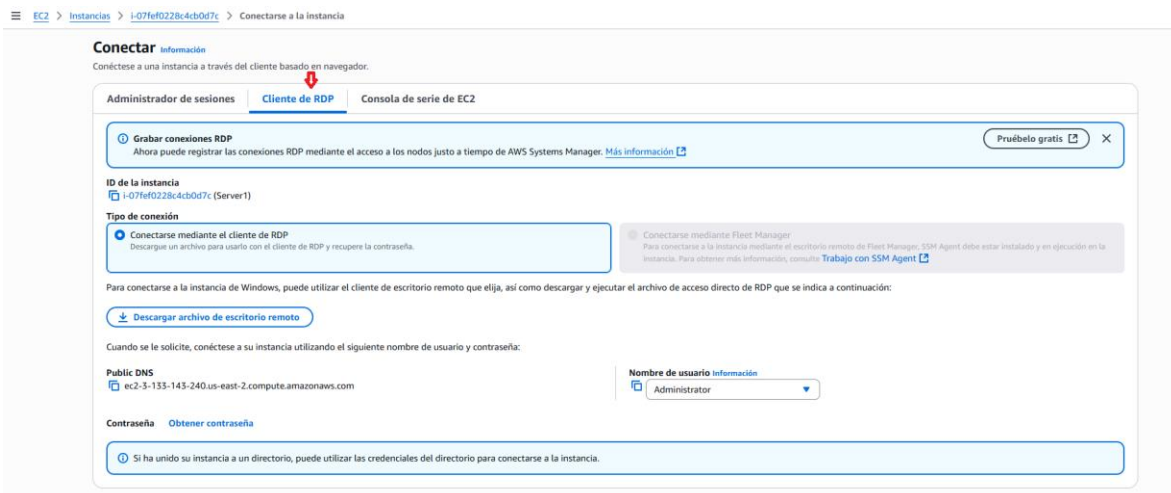 EC2 > Instancias > i-07fef0228c4cb0d7c > Conectarse a la instancia
Conectar Información
Conéctese a una instancia a través del cliente basado en navegador.
Administrador de sesiones Cliente de RDP Consola de serie de EC2
Grabar conexiones RDP
Ahora puede registrar las conexiones RDP mediante el acceso a los nodos justo a tiempo de AWS Systems Manager. Más información
Pruébelo gratis
ID de la instancia
i-07fef0228c4cb0d7c (Server1)
Tipo de conexión
Conectarse mediante el cliente de RDP
Descargue un archivo para usarlo con el cliente de RDP y recupere la contraseña.
Conectarse mediante Fleet Manager
Para conectarse a la instancia mediante el escritorio remoto de Fleet Manager, SSM Agent debe estar instalado y en ejecución en la
instancia. Para obtener más información, consulte Trabajo con SSM Agent
Para conectarse a la instancia de Windows, puede utilizar el cliente de escritorio remoto que elija, así como descargar y ejecutar el archivo de acceso directo de RDP que se indica a continuación:
Descargar archivo de escritorio remoto
Cuando se le solicite, conéctese a su instancia utilizando el siguiente nombre de usuario y contraseña:
Public DNS
ec2-3-133-143-240.us-east-2.compute.amazonaws.com
Nombre de usuario Información
Administrator
Contraseña Obtener contraseña
Si ha unido su instancia a un directorio, puede utilizar las credenciales del directorio para conectarse a la instancia.